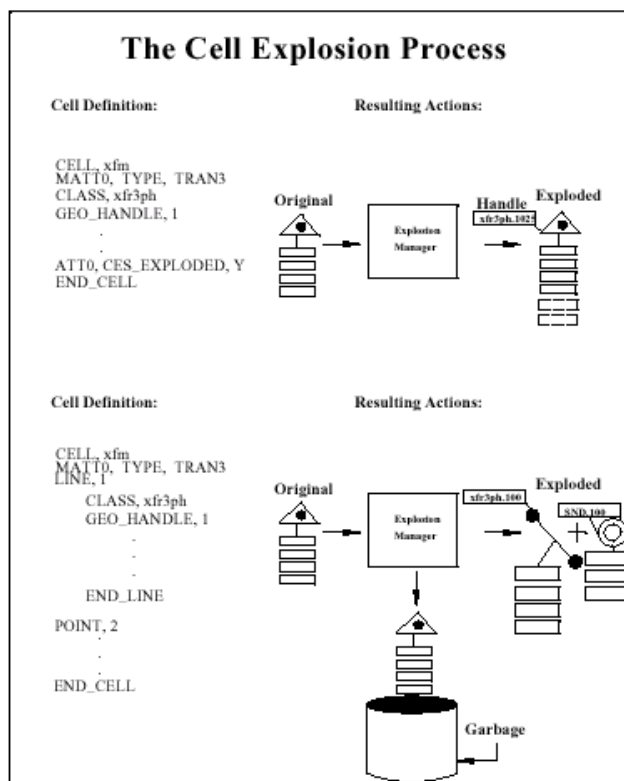 The Cell Explosion Process
Cell Definition:
Resulting Actions:
CELL, xfm
MATT0, TYPE, TRAN3
CLASS, xfr3ph
GEO_HANDLE, 1
.
.
ATT0, CES_EXPLODED, Y
END_CELL
Original
Explosion
Manager
Handle
xfr3ph.1025
Exploded
Cell Definition:
Resulting Actions:
CELL, xfm
MATT0, TYPE, TRAN3
LINE, 1
CLASS, xfr3ph
GEO_HANDLE, 1
.
.
.
.
END_LINE
POINT, 2
.
.
.
END_CELL
Original
Explosion
Manager
xfr3ph.100
Exploded
SND.100
Garbage